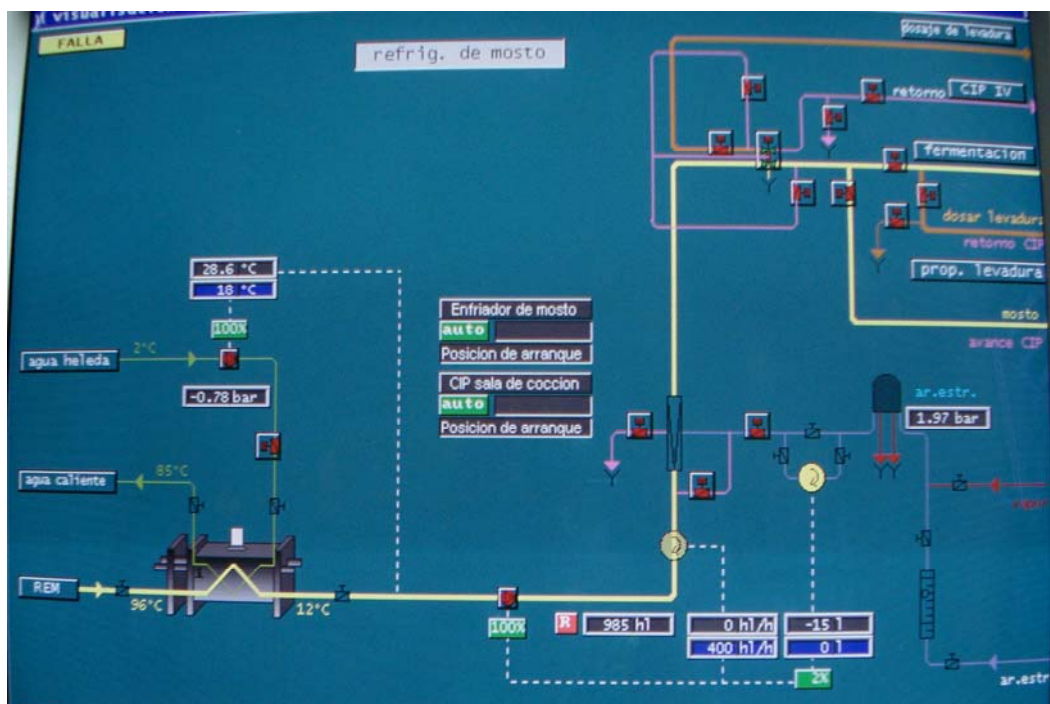 FALLA
refrig. de mosto
dosaje de levadura
retorno
CIP IV
fermentacion
dosar levadura
retorno CIP
prop. levadura
mosto
avance CIP
28.6 °C
18 °C
100%
agua heleda
2°C
-0.78 bar
agua caliente
85°C
REM
96°C
12°C
Enfriador de mosto
auto
Posicion de arranque
CIP sala de coccion
auto
Posicion de arranque
ar.estr.
1.97 bar
100%
R
985 hl
0 hl/h
400 hl/h
-15 l
0 l
2%
ar.estr